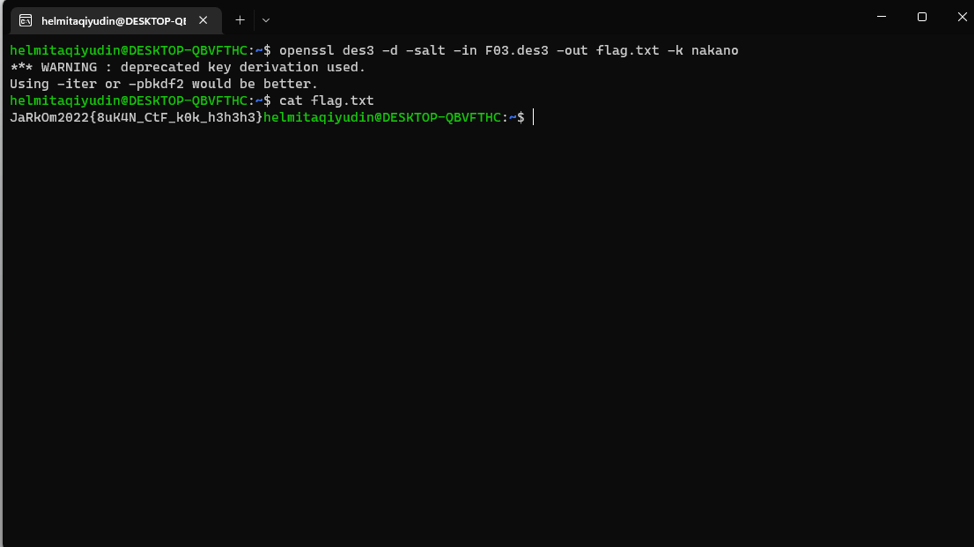 helmitaqiyudin@DESKTOP-QB
helmitaqiyudin@DESKTOP-QBVFTHC:~$ openssl des3 -d -salt -in F03.des3 -out flag.txt -k nakano
*** WARNING : deprecated key derivation used.
Using -iter or -pbkdf2 would be better.
helmitaqiyudin@DESKTOP-QBVFTHC:~$ cat flag.txt
JaRkOm2022{8uK4N_CtF_k0k_h3h3h3}helmitaqiyudin@DESKTOP-QBVFTHC:~$